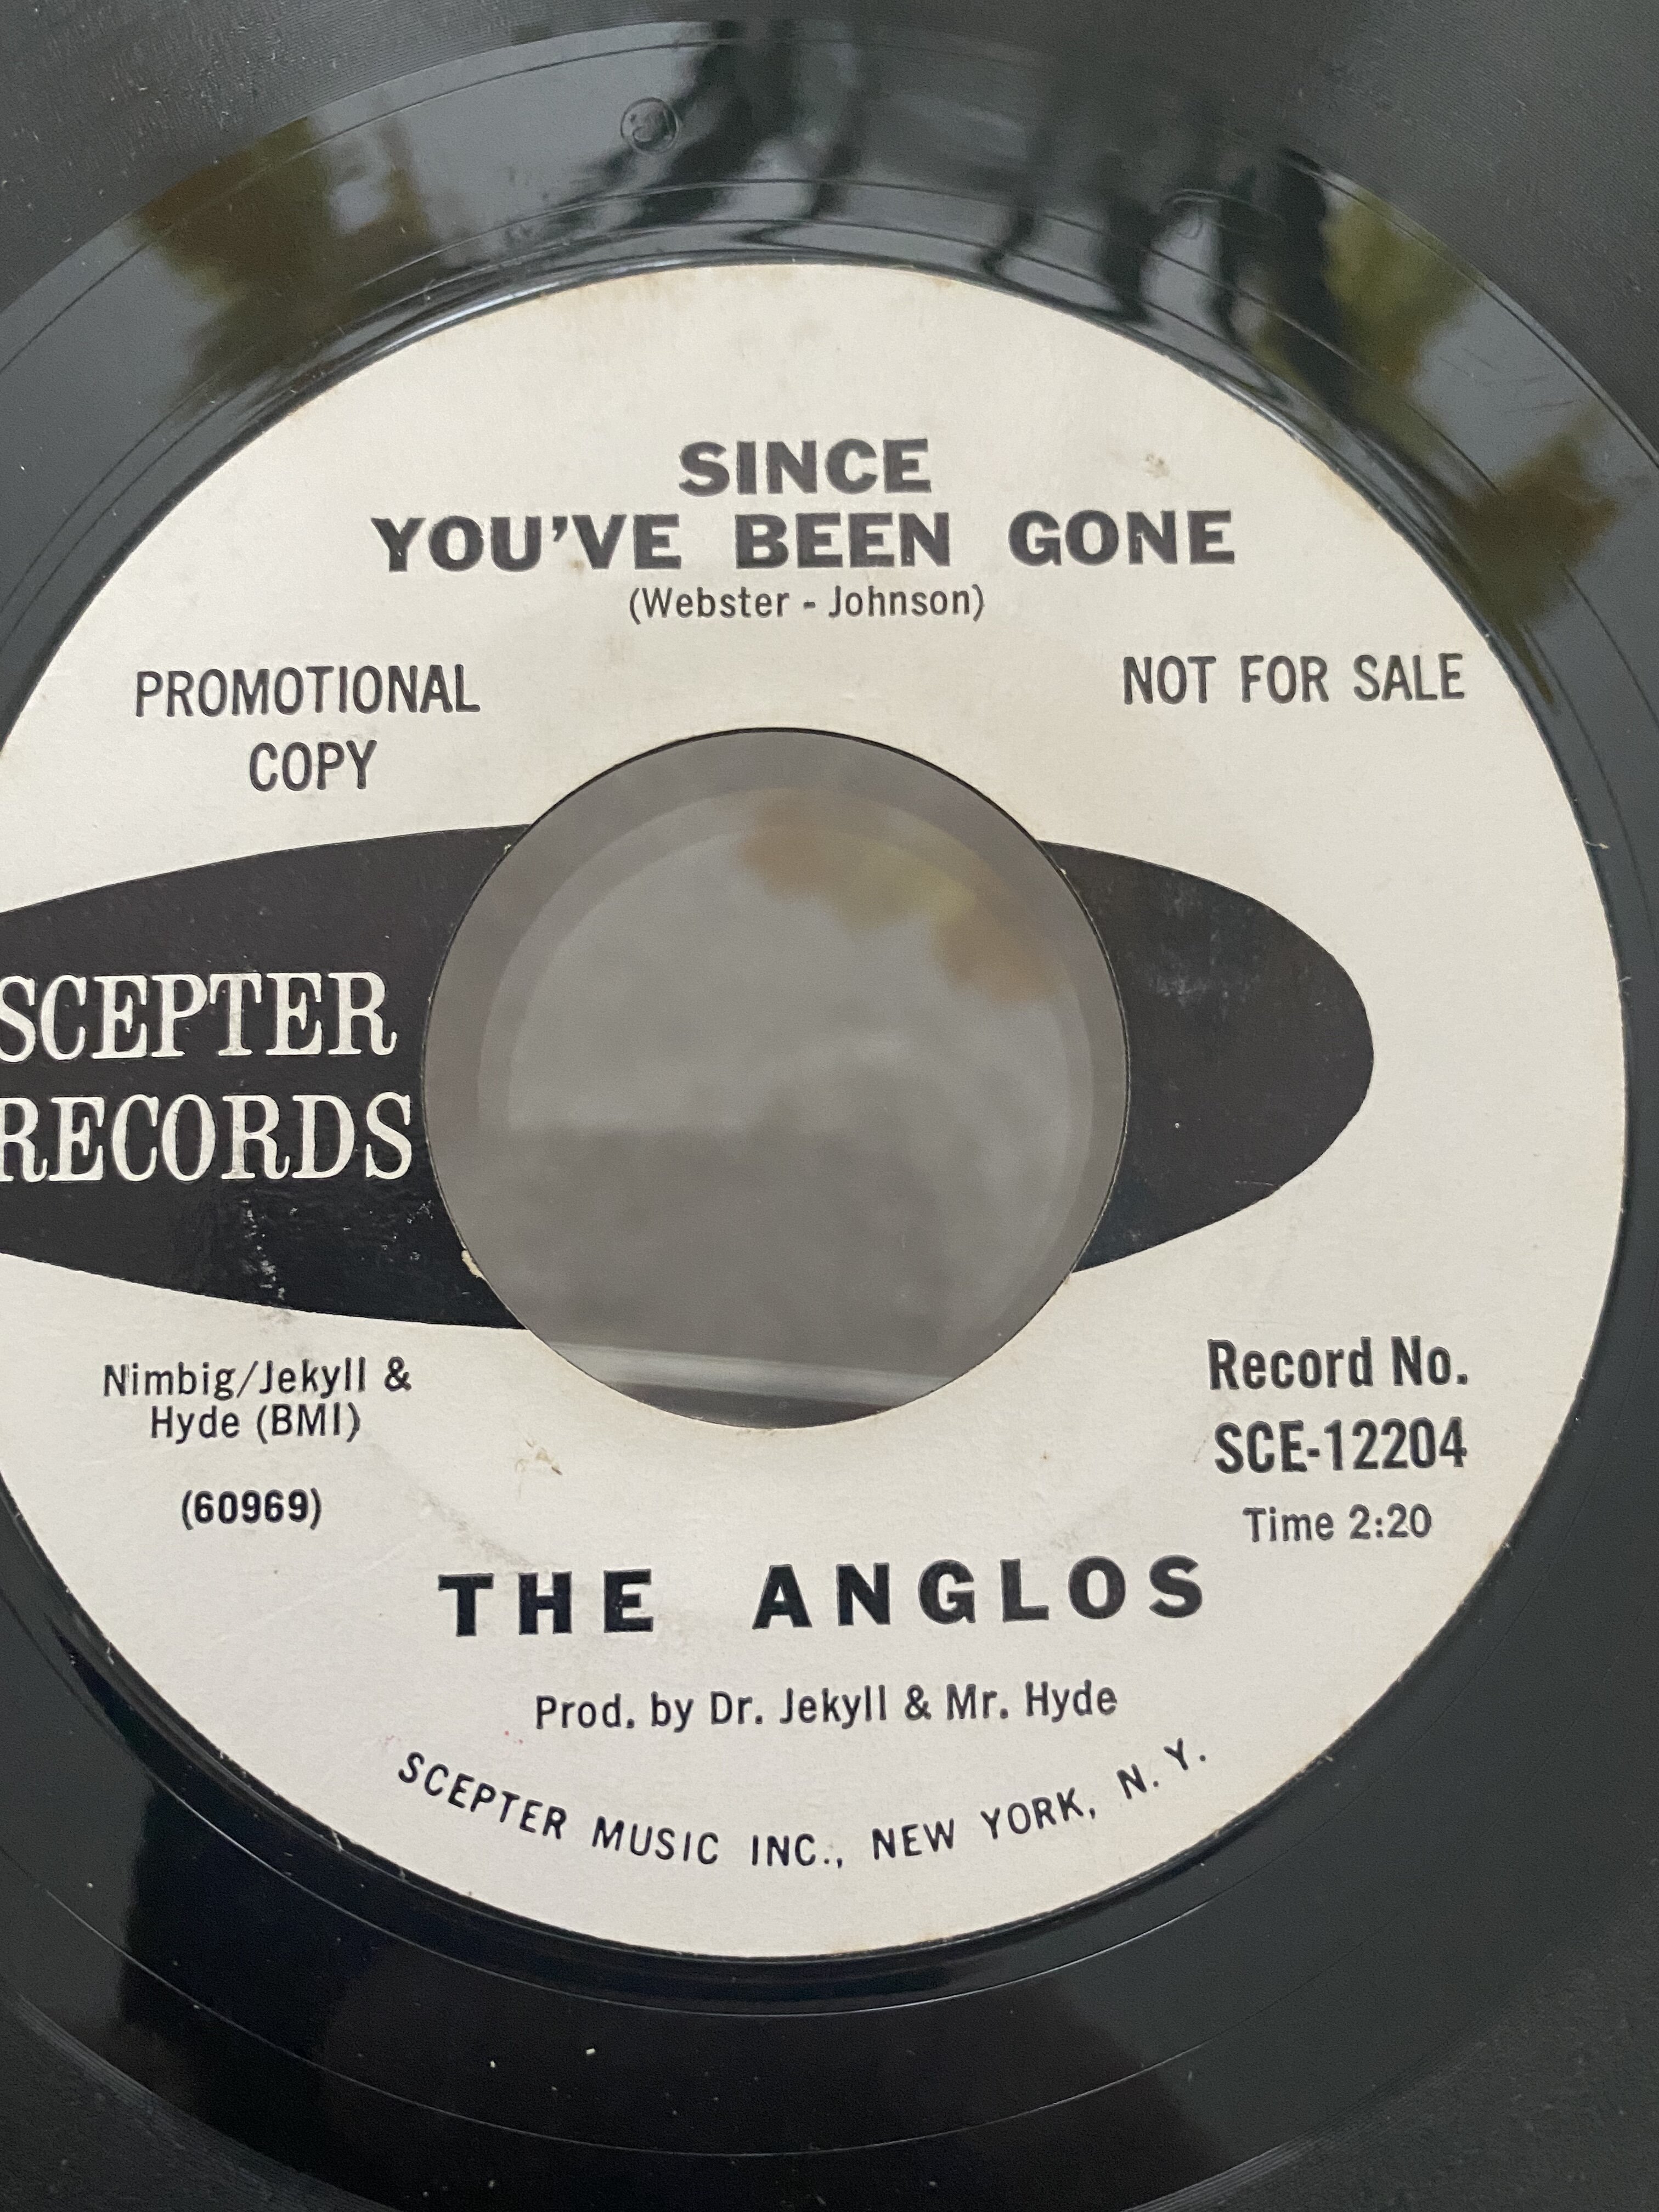 SINCE
YOU'VE BEEN GONE
(Webster - Johnson)
PROMOTIONAL
COPY
NOT FOR SALE
SCEPTER
RECORDS
Nimbig/Jekyll &
Hyde (BMI)
(60969)
Record No.
SCE-12204
Time 2:20
THE ANGLOS
Prod. by Dr. Jekyll & Mr. Hyde
SCEPTER MUSIC INC., NEW YORK, N. Y.